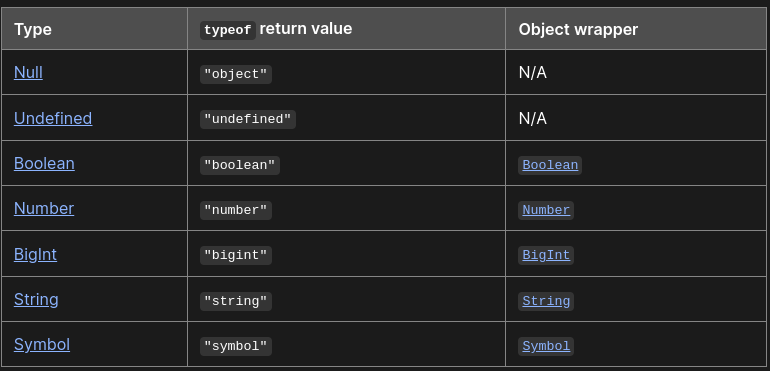 Type typeof return value Object wrapper
Null "object" N/A
Undefined "undefined" N/A
Boolean "boolean" Boolean
Number "number" Number
BigInt "bigint" BigInt
String "string" String
Symbol "symbol" Symbol